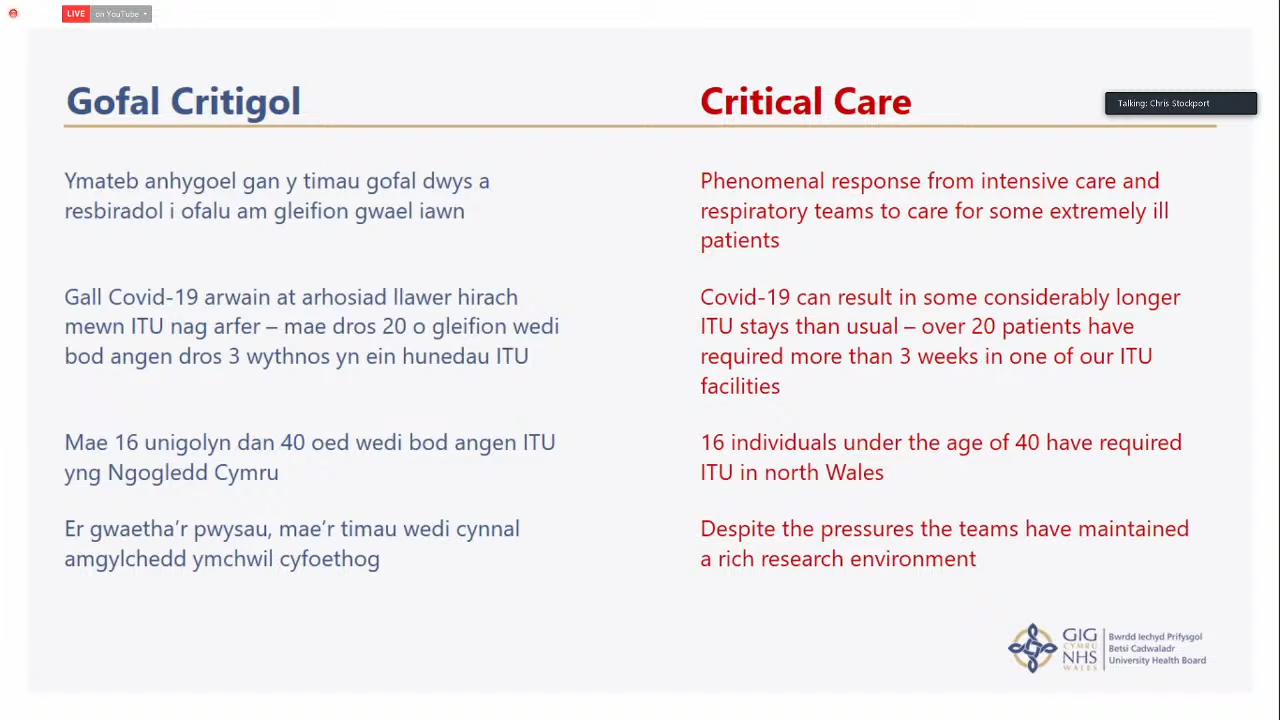 LIVE on YouTube
Gofal Critigol
Critical Care
Talking: Chris Stockport
Ymateb anhygoel gan y timau gofal dwys a
resbiradol i ofalu am gleifion gwael iawn
Phenomenal response from intensive care and
respiratory teams to care for some extremely ill
patients
Gall Covid-19 arwain at arhosiad llawer hirach
mewn ITU nag arfer – mae dros 20 o gleifion wedi
bod angen dros 3 wythnos yn ein hunedau ITU
Covid-19 can result in some considerably longer
ITU stays than usual – over 20 patients have
required more than 3 weeks in one of our ITU
facilities
Mae 16 unigolyn dan 40 oed wedi bod angen ITU
yng Ngogledd Cymru
16 individuals under the age of 40 have required
ITU in north Wales
Er gwaetha’r pwysau, mae’r timau wedi cynnal
amgylchedd ymchwil cyfoethog
Despite the pressures the teams have maintained
a rich research environment
GIG
CYMRU
NHS
WALES
Bwrdd Iechyd Prifysgol
Betsi Cadwaladr
University Health Board